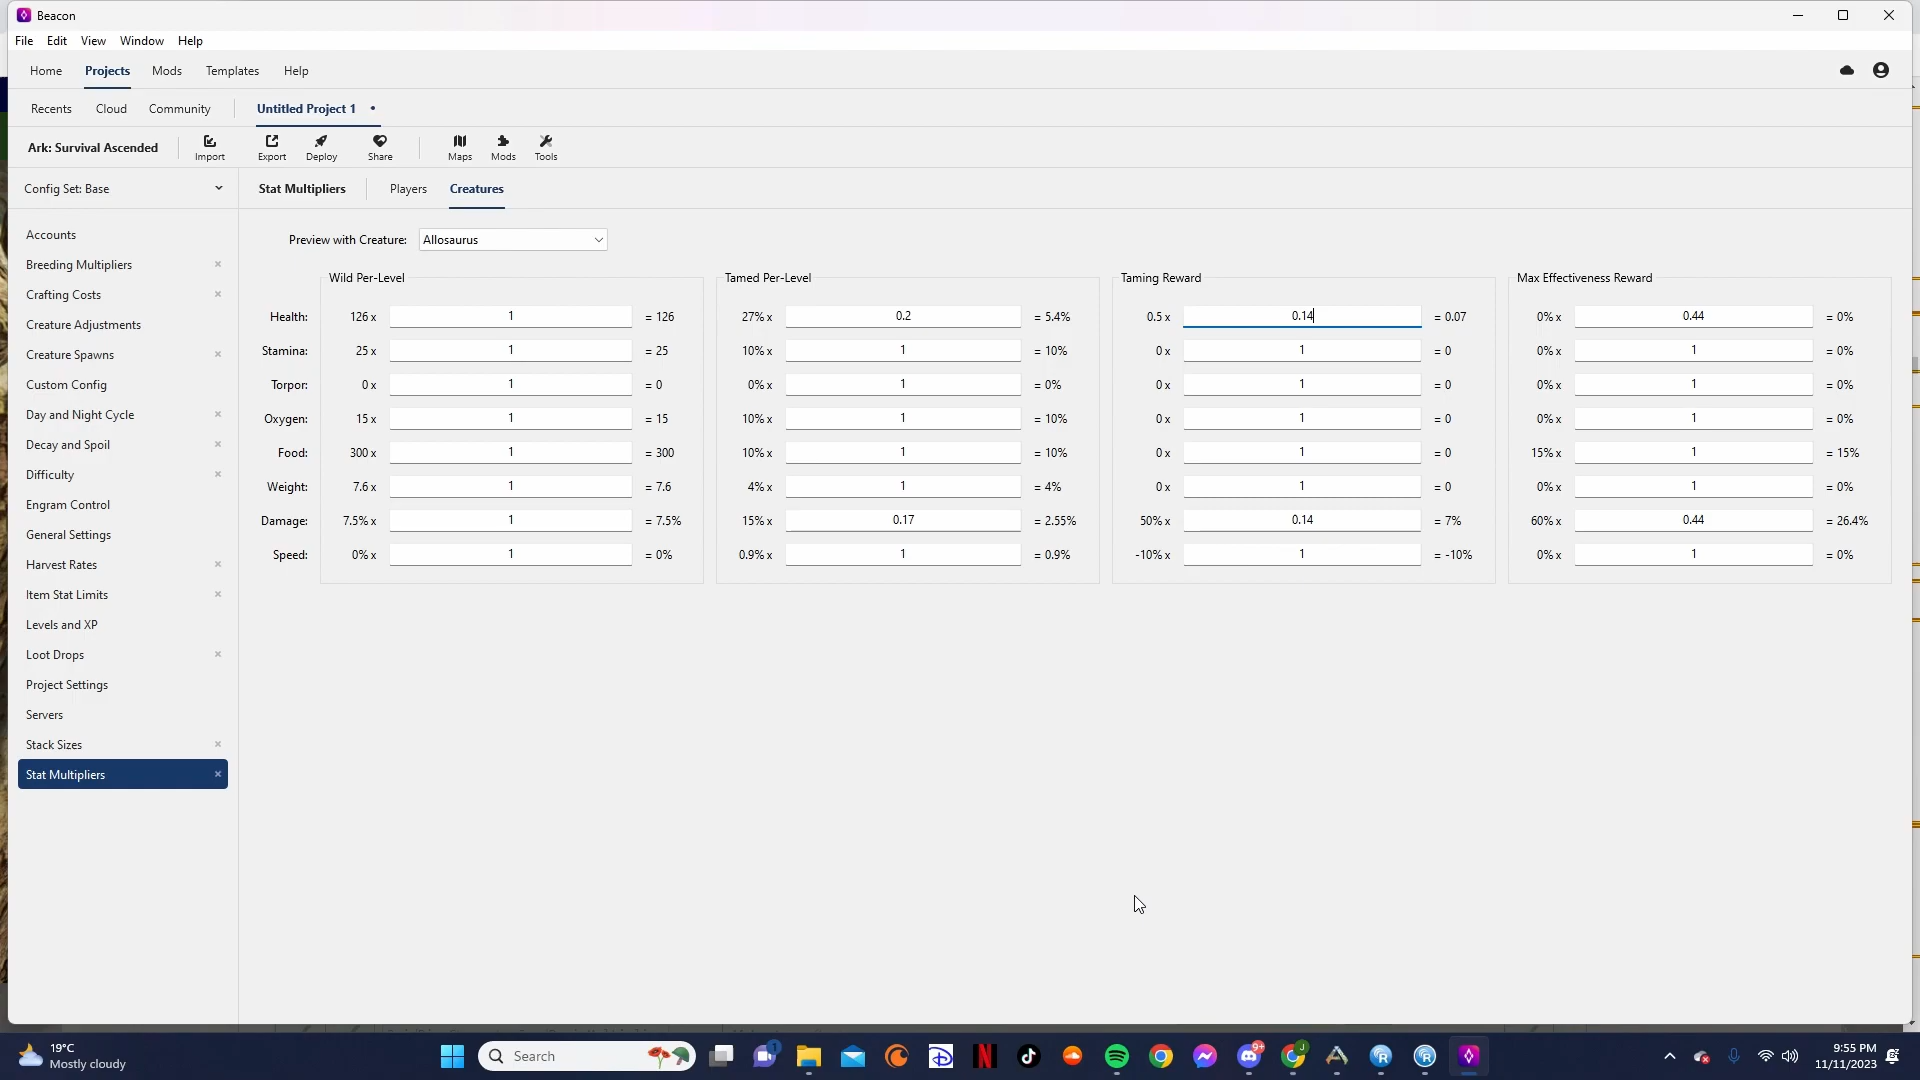 Beacon
File Edit View Window Help
Home Projects Mods Templates Help
Recents Cloud Community Untitled Project 1 •
Ark: Survival Ascended Import Export Deploy Share Maps Mods Tools
Config Set: Base Stat Multipliers Players Creatures
Accounts
Breeding Multipliers
Crafting Costs
Creature Adjustments
Creature Spawns
Custom Config
Day and Night Cycle
Decay and Spoil
Difficulty
Engram Control
General Settings
Harvest Rates
Item Stat Limits
Levels and XP
Loot Drops
Project Settings
Servers
Stack Sizes
Stat Multipliers
Preview with Creature: Allosaurus
Wild Per-Level Tamed Per-Level Taming Reward Max Effectiveness Reward
Health: 126 x 1 = 126 27% x 0.2 = 5.4% 0.5 x 0.14 = 0.07 0% x 0.44 = 0%
Stamina: 25 x 1 = 25 10% x 1 = 10% 0 x 1 = 0 0% x 1 = 0%
Torpor: 0 x 1 = 0 0% x 1 = 0% 0 x 1 = 0 0% x 1 = 0%
Oxygen: 15 x 1 = 15 10% x 1 = 10% 0 x 1 = 0 0% x 1 = 0%
Food: 300 x 1 = 300 10% x 1 = 10% 0 x 1 = 0 15% x 1 = 15%
Weight: 7.6 x 1 = 7.6 4% x 1 = 4% 0 x 1 = 0 0% x 1 = 0%
Damage: 7.5% x 1 = 7.5% 15% x 0.17 = 2.55% 50% x 0.14 = 7% 60% x 0.44 = 26.4%
Speed: 0% x 1 = 0% 0.9% x 1 = 0.9% -10% x 1 = -10% 0% x 1 = 0%
19°C
Mostly cloudy
Search
1
9+
J
9:55 PM
11/11/2023